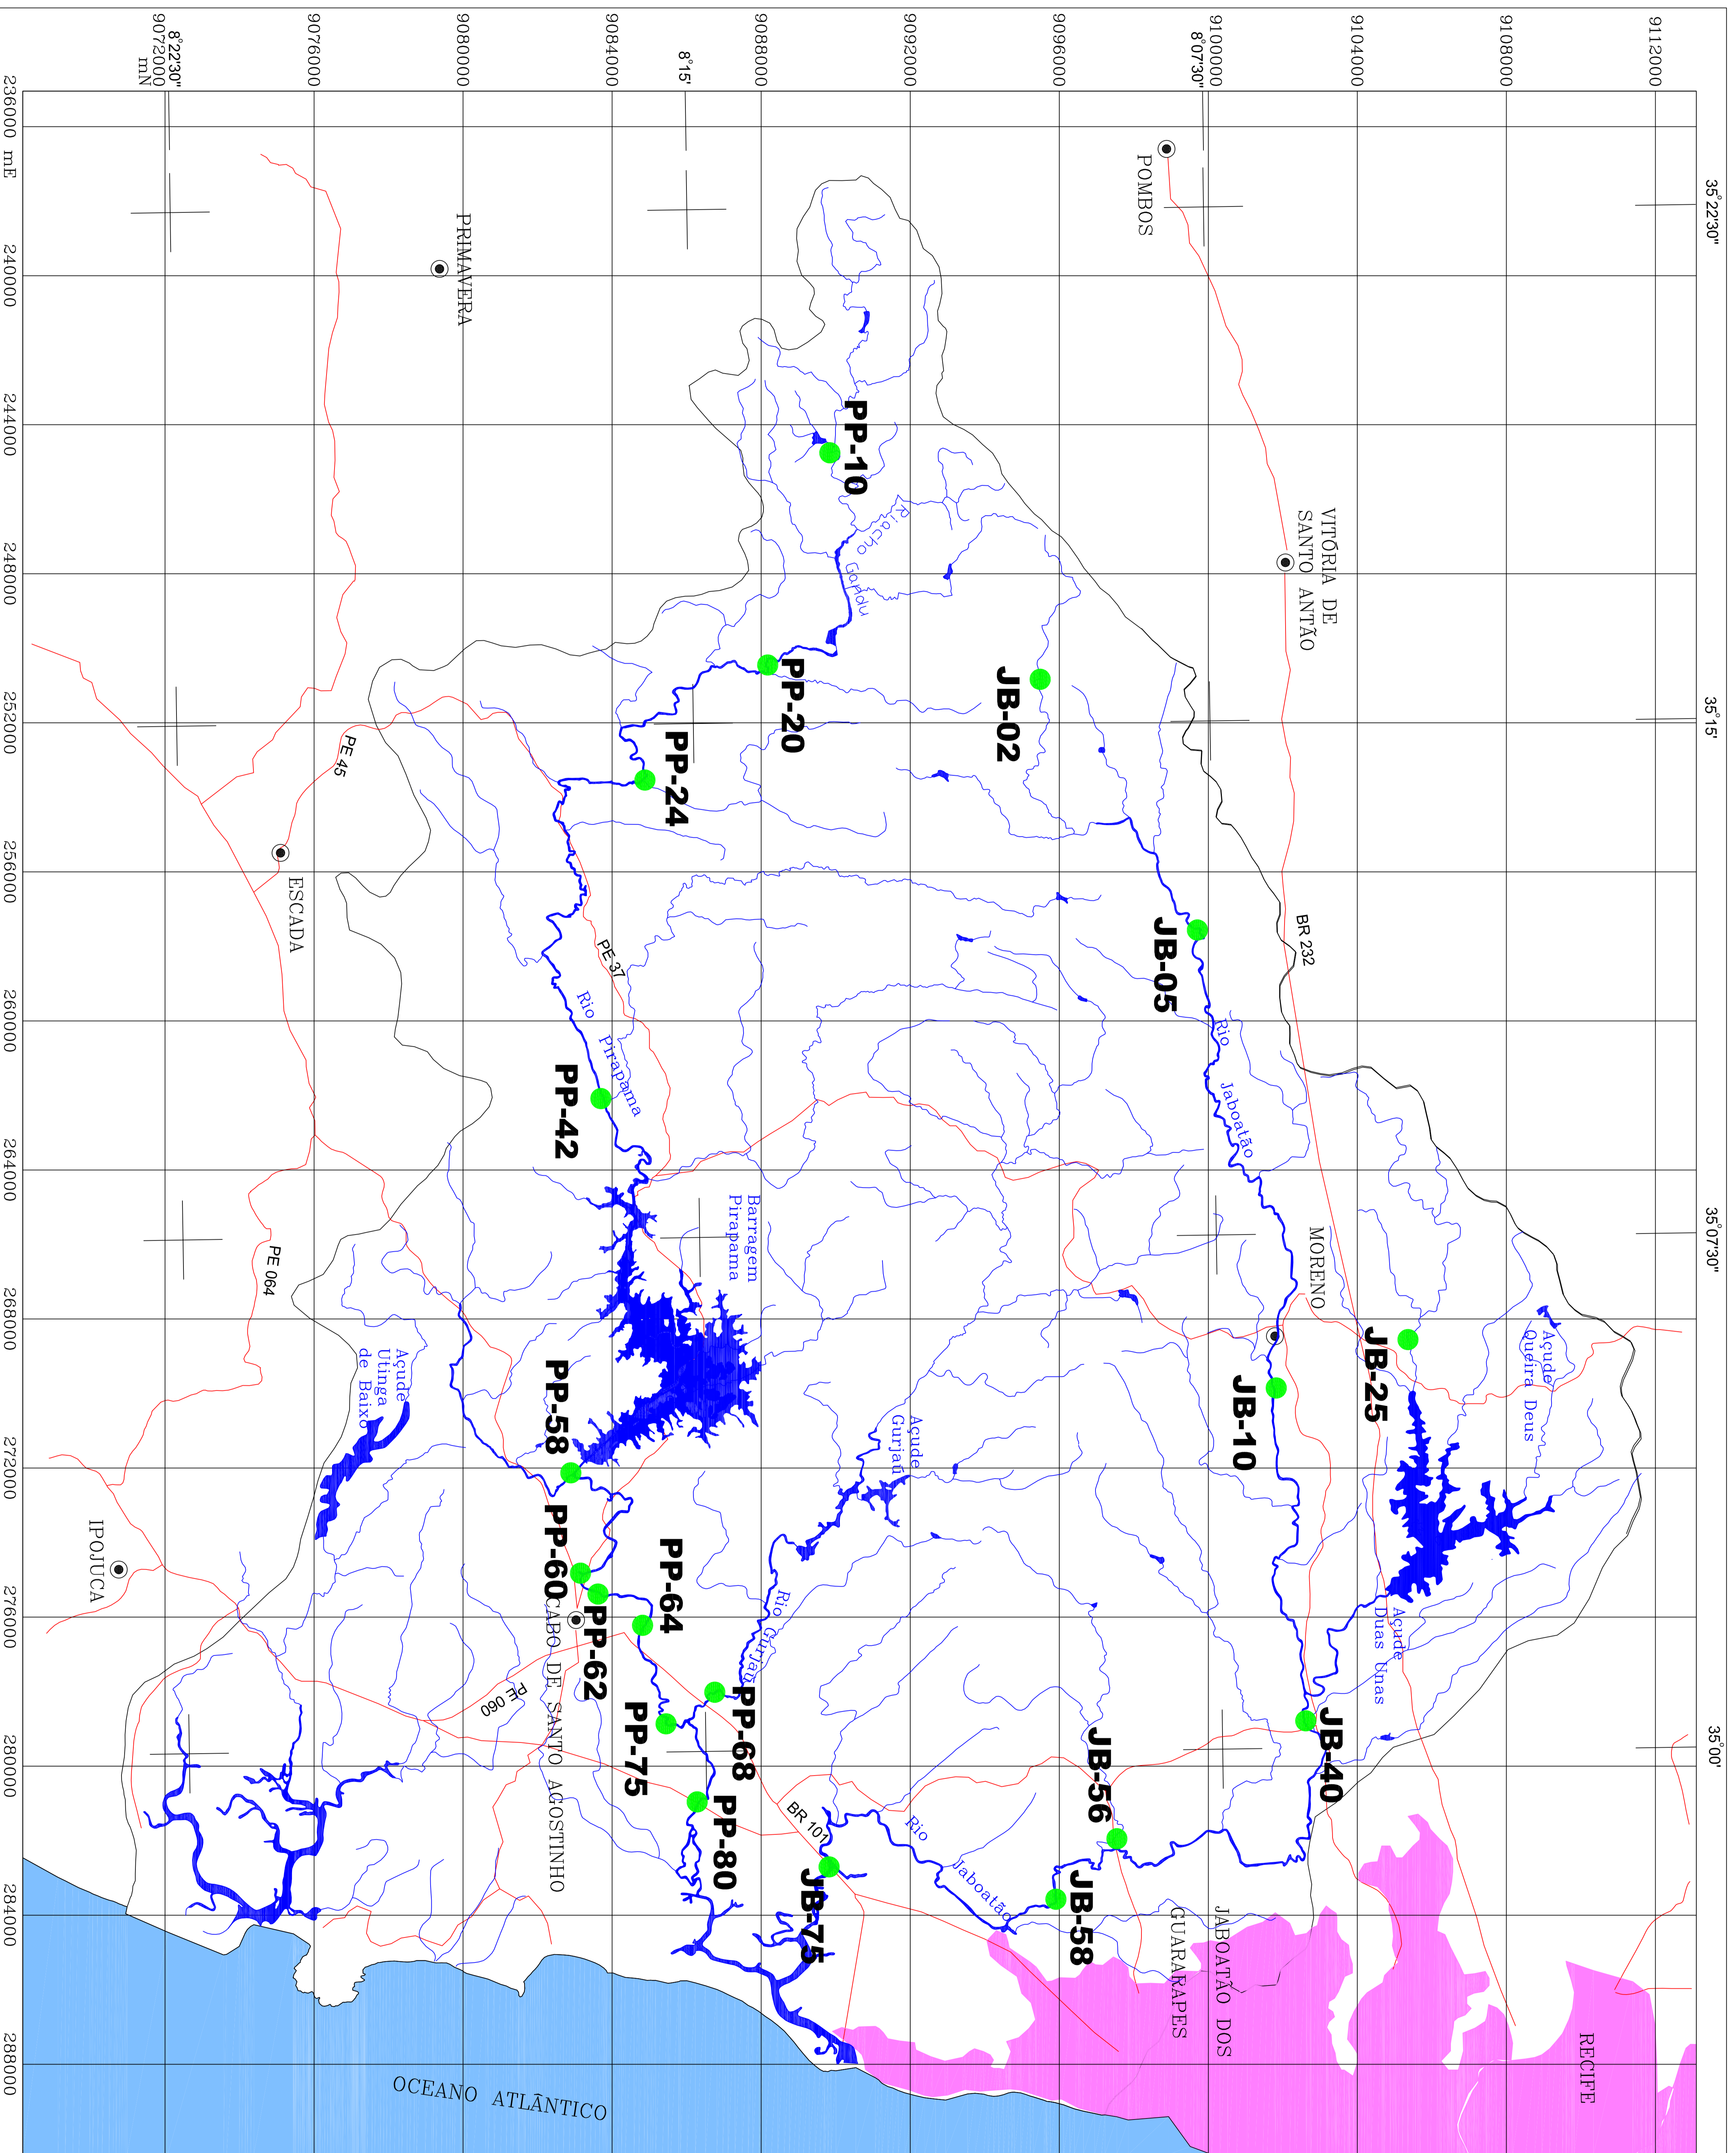 35°22'30"
35°15'
35°07'30"
35°00'
9112000
9108000
9104000
8°07'30"
9100000
9096000
9092000
9088000
8°15'
9084000
9080000
9076000
8°22'30"
9072000
mN
236000 mE
240000
244000
248000
252000
256000
260000
264000
268000
272000
276000
280000
284000
288000
POMBOS
VITÓRIA DE
SANTO ANTÃO
BR 232
MORENO
RECIFE
JABOATÃO DOS
GUARARAPES
PRIMAVERA
ESCADA
IPOJUCA
CABO DE SANTO AGOSTINHO
OCEANO ATLÂNTICO
PE 45
PE 37
PE 064
PE 060
BR 101
Riacho
Gandu
Rio
Jaboatão
Rio
Pirapama
Barragem
Pirapama
Açude
Queira Deus
Açude
Duas Unas
Açude
Gurjaú
Rio Gurjaú
Açude
Utinga
de Baixo
Rio
Jaboatão
PP-10
PP-20
PP-24
PP-42
PP-58
PP-60
PP-62
PP-64
PP-68
PP-75
PP-80
JB-02
JB-05
JB-10
JB-25
JB-40
JB-56
JB-58
JB-75